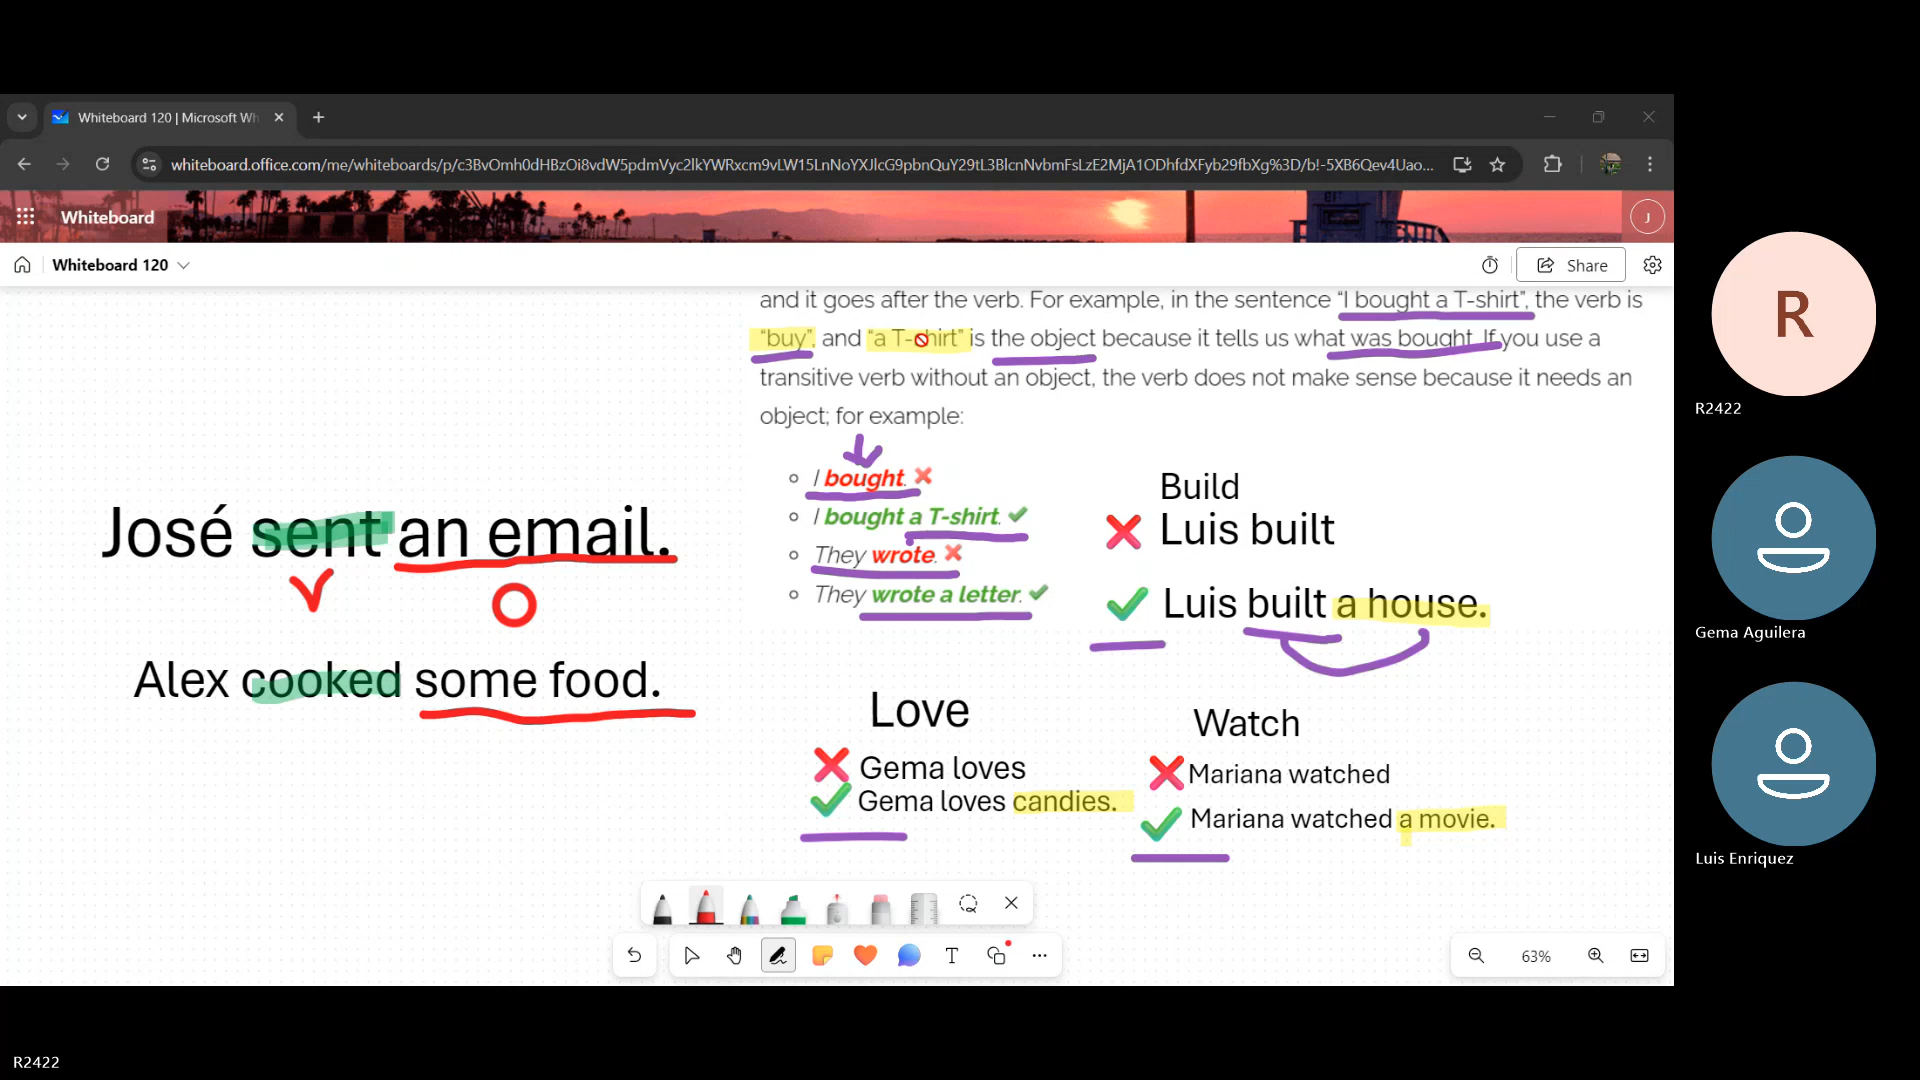 Whiteboard 120 | Microsoft Wh
whiteboard.office.com/me/whiteboards/p/c3BvOmh0dHBzOi8vdW5pdmVyc2lkYWRxcm9vLW15LnNoYXJlcG9pbnQuY29tL3BlcnNvbmFsLzE2MjA1ODhfdXFyb29fbXg%3D/b!-5XB6Qev4Uao...
Whiteboard
J
Whiteboard 120
Share
and it goes after the verb. For example, in the sentence “I bought a T-shirt”, the verb is
“buy”, and “a T-shirt” is the object because it tells us what was bought. If you use a
transitive verb without an object, the verb does not make sense because it needs an
object; for example:
I bought.
I bought a T-shirt.
They wrote.
They wrote a letter.
José sent an email.
V
O
Alex cooked some food.
Build
Luis built
Luis built a house.
Love
Gema loves
Gema loves candies.
Watch
Mariana watched
Mariana watched a movie.
T
63%
R
R2422
Gema Aguilera
Luis Enriquez
R2422